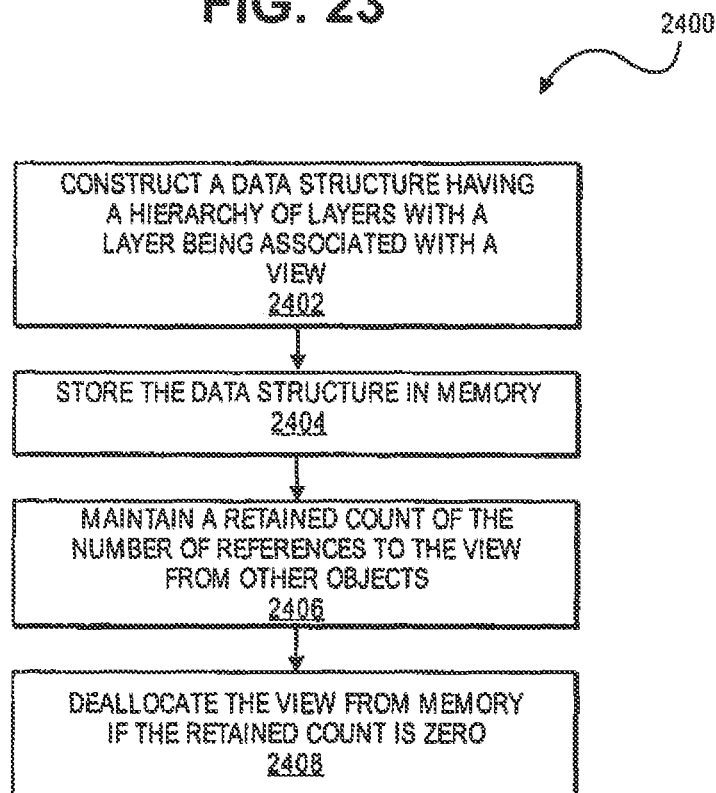 FIG. 23
2400
CONSTRUCT A DATA STRUCTURE HAVING
A HIERARCHY OF LAYERS WITH A
LAYER BEING ASSOCIATED WITH A
VIEW
2402
STORE THE DATA STRUCTURE IN MEMORY
2404
MAINTAIN A RETAINED COUNT OF THE
NUMBER OF REFERENCES TO THE VIEW
FROM OTHER OBJECTS
2406
DEALLOCATE THE VIEW FROM MEMORY
IF THE RETAINED COUNT IS ZERO
2408